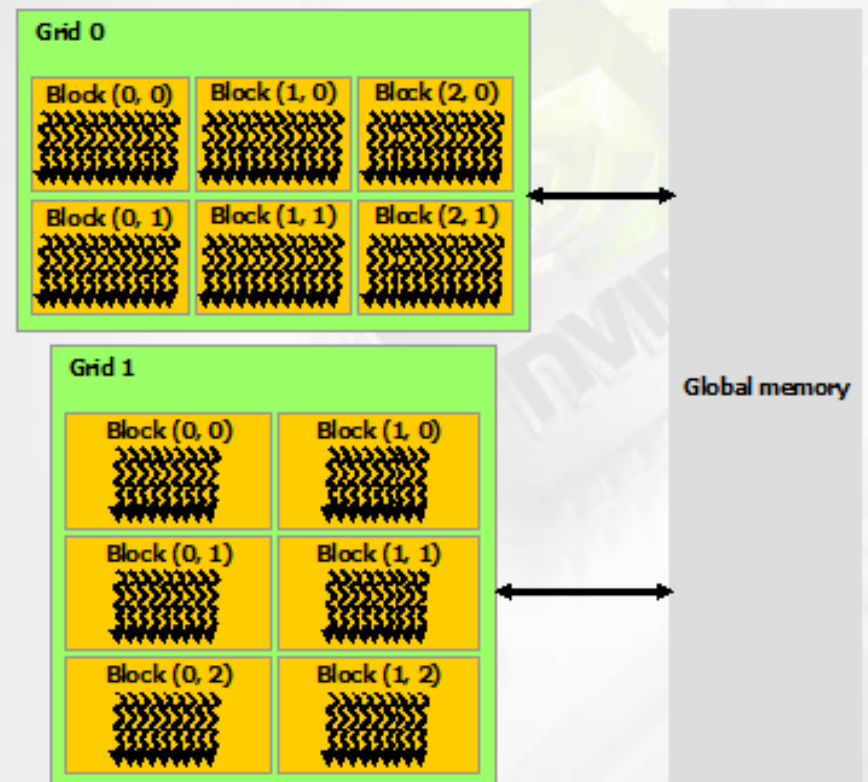 Grid 0
Block (0, 0) Block (1, 0) Block (2, 0)
Block (0, 1) Block (1, 1) Block (2, 1)
Grid 1
Block (0, 0) Block (1, 0)
Block (0, 1) Block (1, 1)
Block (0, 2) Block (1, 2)
Global memory